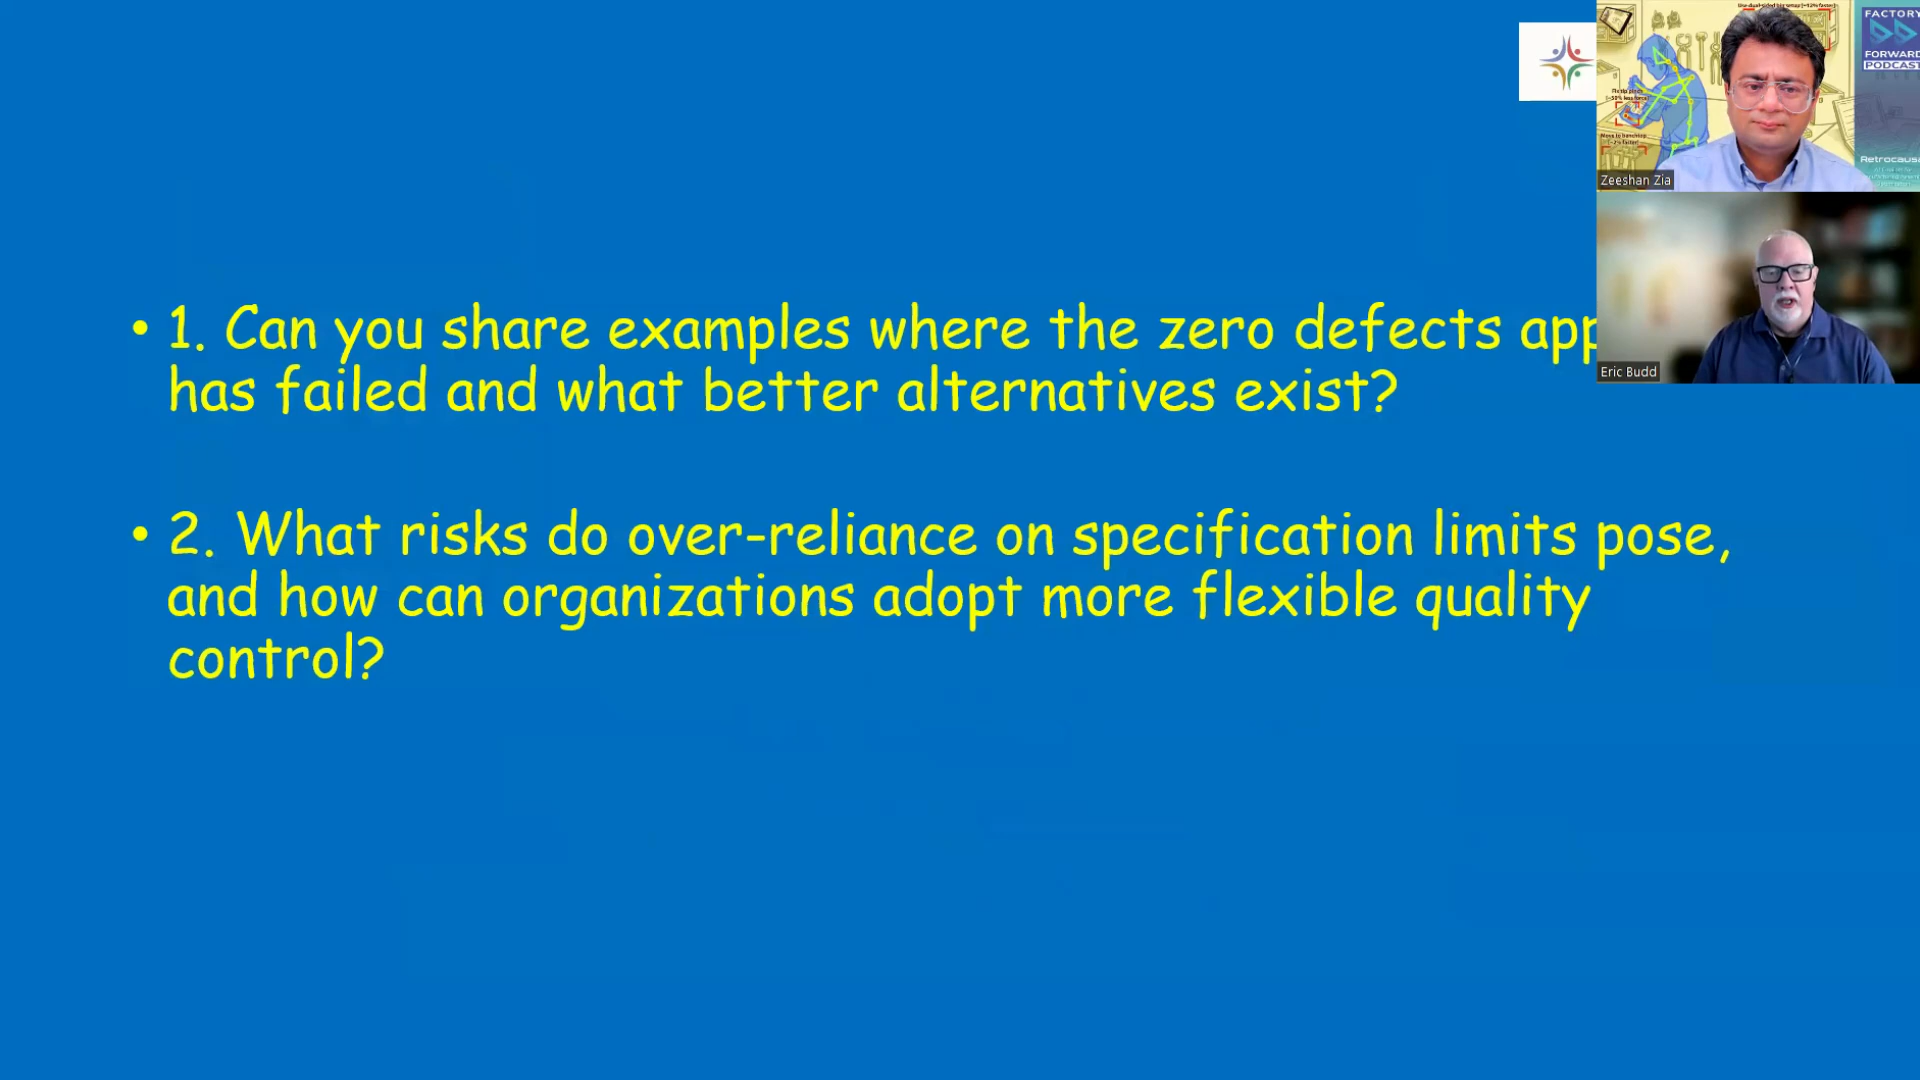 FACTORY
FORWARD
PODCAST
Zeeshan Zia
Eric Budd
• 1. Can you share examples where the zero defects app
has failed and what better alternatives exist?
• 2. What risks do over-reliance on specification limits pose,
and how can organizations adopt more flexible quality
control?